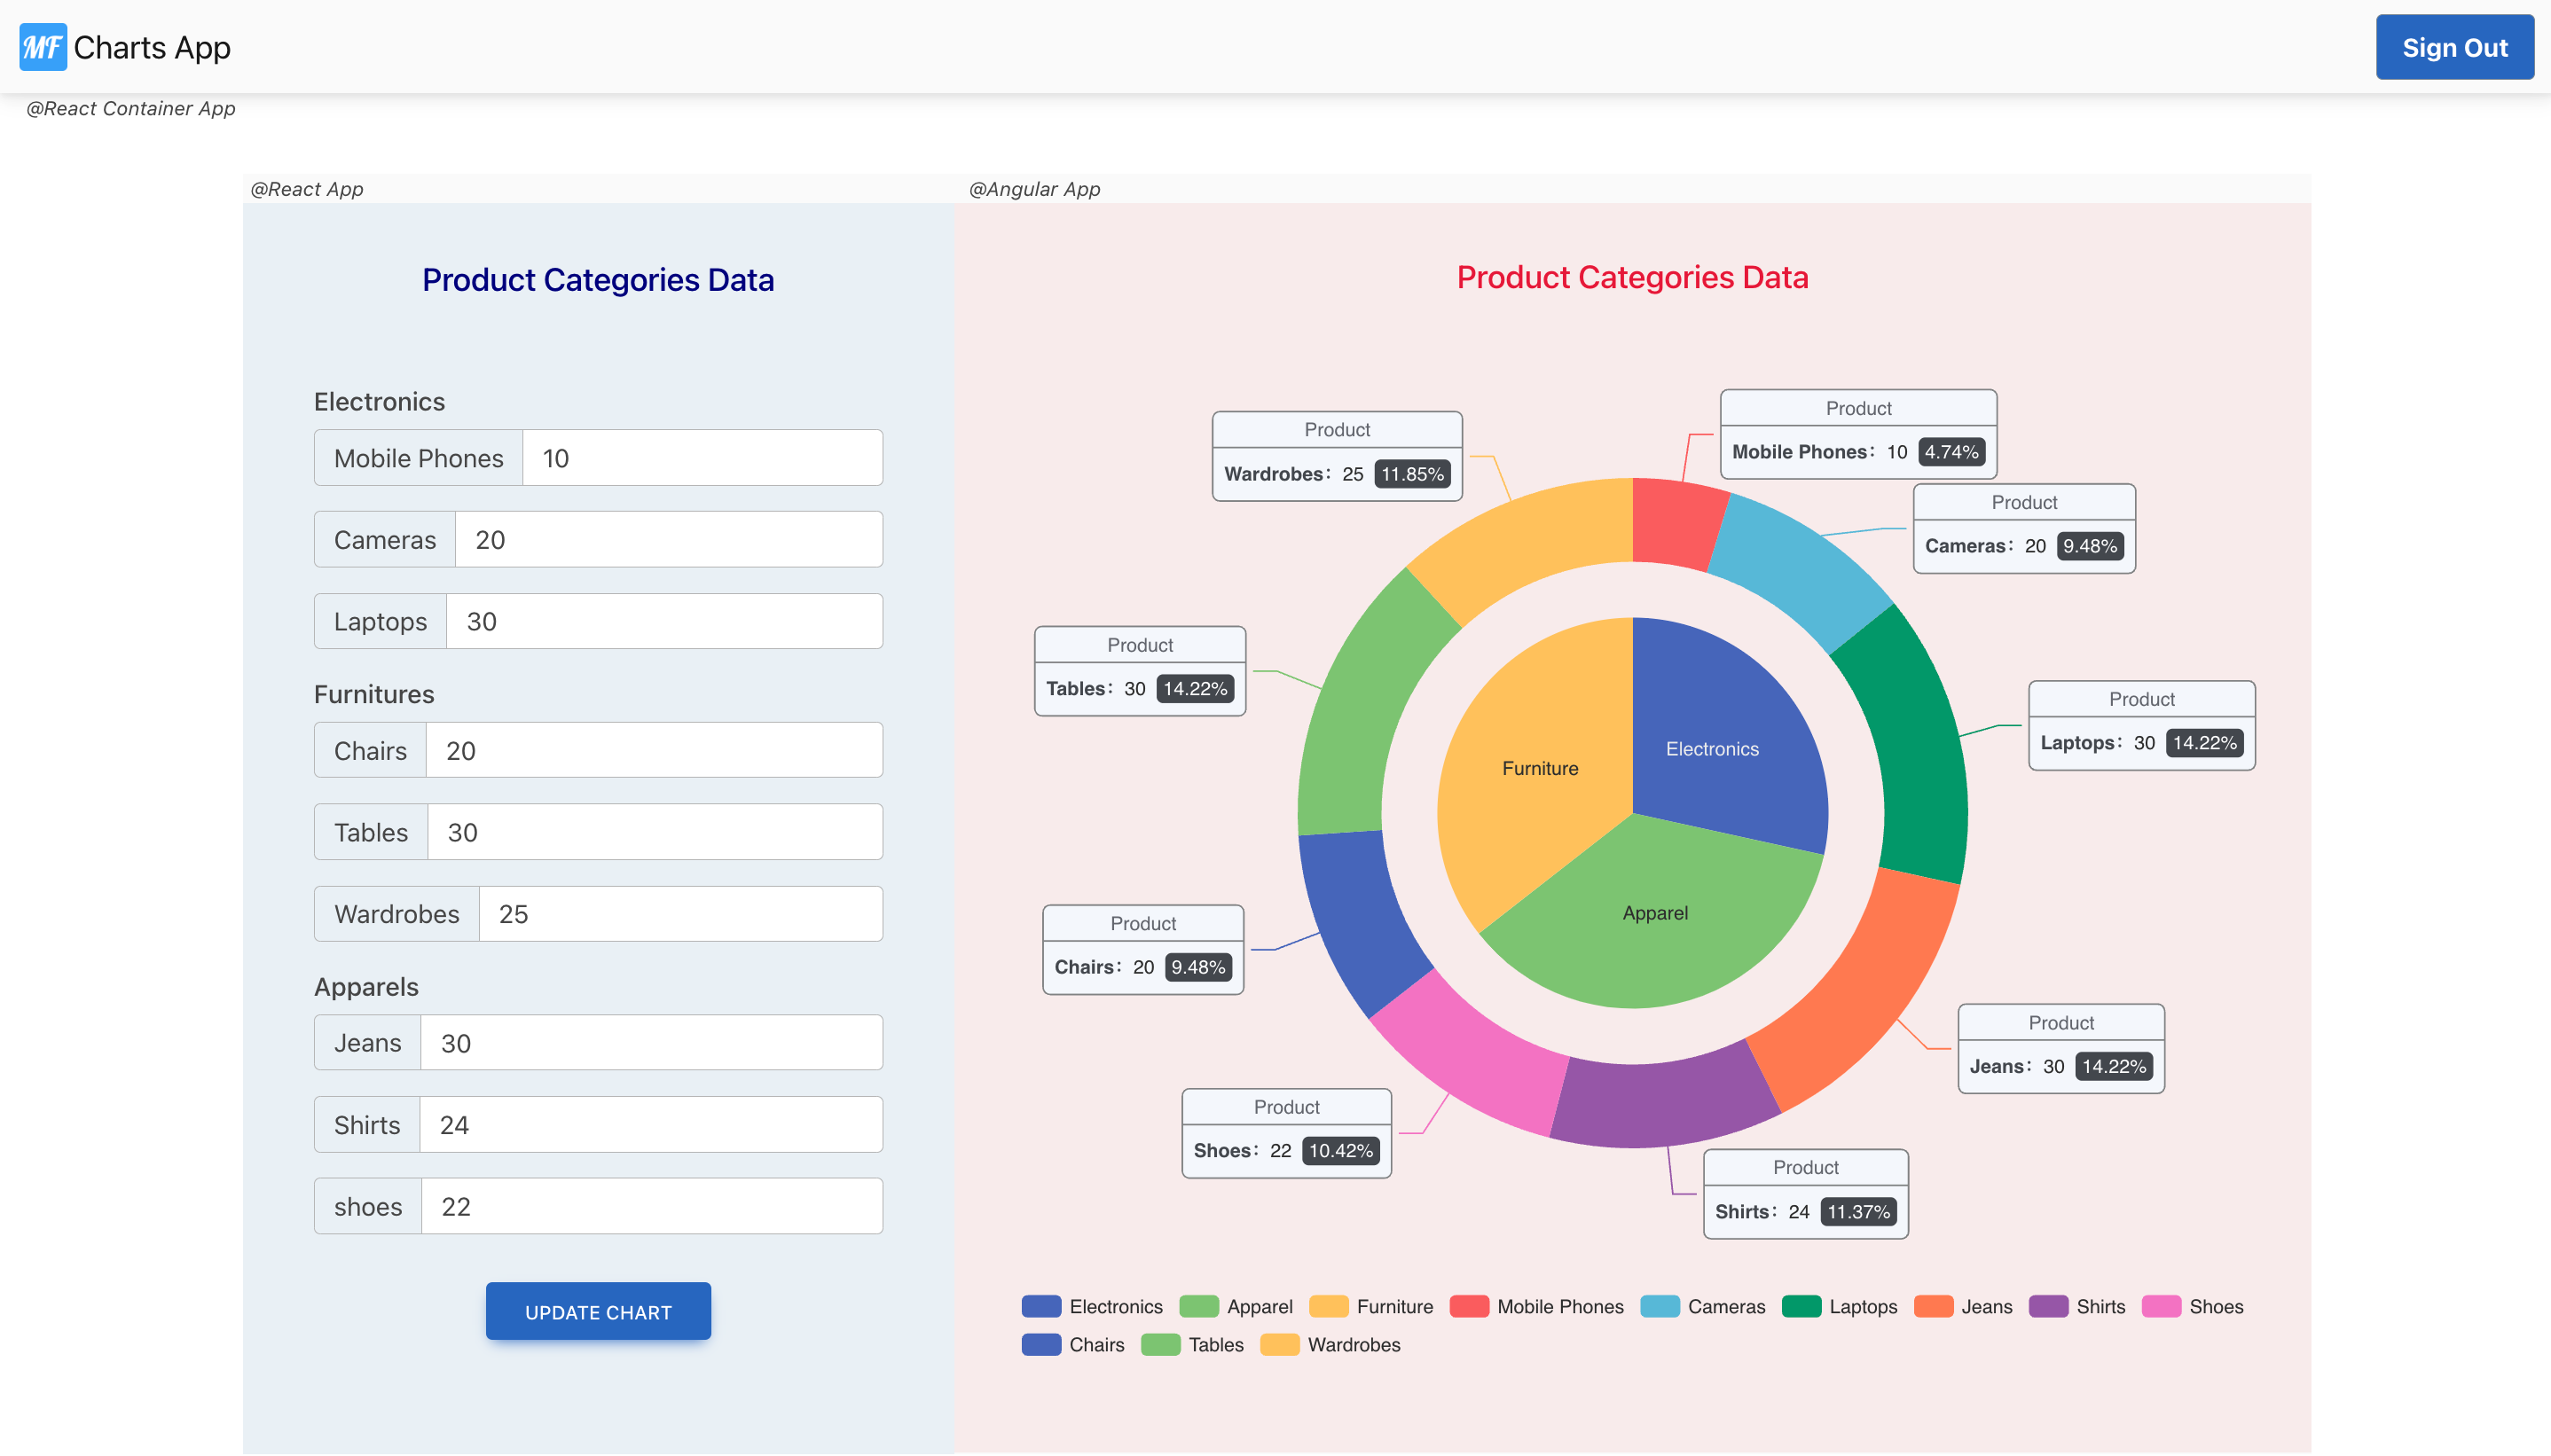 MF Charts App
Sign Out
@React Container App
@React App
Product Categories Data
Electronics
Mobile Phones 10
Cameras 20
Laptops 30
Furnitures
Chairs 20
Tables 30
Wardrobes 25
Apparels
Jeans 30
Shirts 24
shoes 22
UPDATE CHART
@Angular App
Product Categories Data
Product
Mobile Phones: 10 4.74%
Product
Wardrobes: 25 11.85%
Product
Cameras: 20 9.48%
Product
Tables: 30 14.22%
Product
Laptops: 30 14.22%
Electronics
Furniture
Apparel
Product
Chairs: 20 9.48%
Product
Jeans: 30 14.22%
Product
Shoes: 22 10.42%
Product
Shirts: 24 11.37%
Electronics Apparel Furniture Mobile Phones Cameras Laptops Jeans Shirts Shoes
Chairs Tables Wardrobes